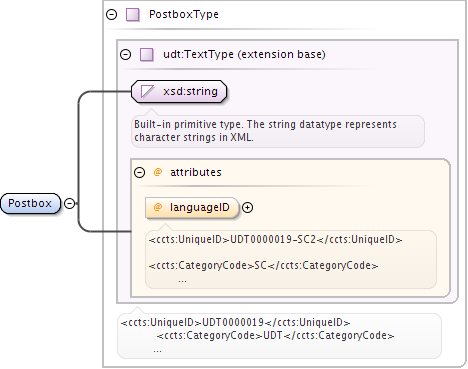 PostboxType
udt:TextType (extension base)
xsd:string
Built-in primitive type. The string datatype represents
character strings in XML.
@ attributes
Postbox
@ languageID
<ccts:UniqueID>UDT0000019-SC2</ccts:UniqueID>
<ccts:CategoryCode>SC</ccts:CategoryCode>
...
<ccts:UniqueID>UDT0000019</ccts:UniqueID>
<ccts:CategoryCode>UDT</ccts:CategoryCode>
...